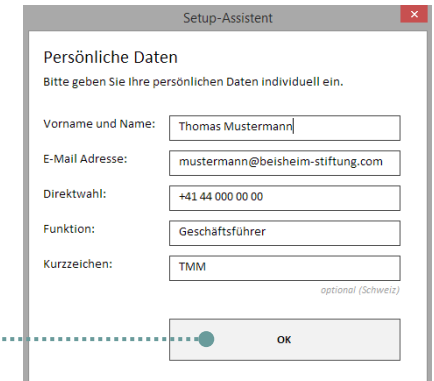 Setup-Assistent
Persönliche Daten
Bitte geben Sie Ihre persönlichen Daten individuell ein.
Vorname und Name: Thomas Mustermann
E-Mail Adresse: mustermann@beisheim-stiftung.com
Direktwahl: +41 44 000 00 00
Funktion: Geschäftsführer
Kurzzeichen: TMM
optional (Schweiz)
OK